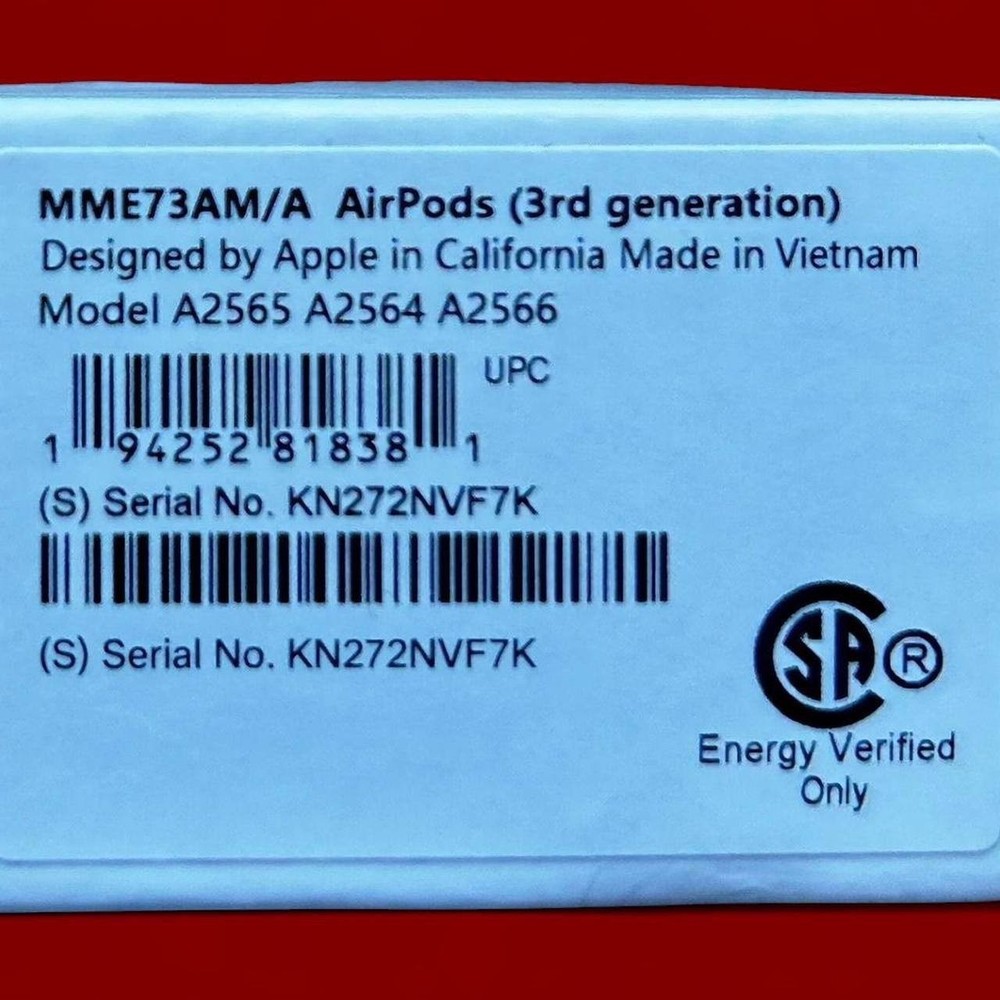 MME73AM/A AirPods (3rd generation)
Designed by Apple in California Made in Vietnam
Model A2565 A2564 A2566
UPC
1 94252 81838 1
(S) Serial No. KN272NVF7K
(S) Serial No. KN272NVF7K
CSA ®
Energy Verified
Only